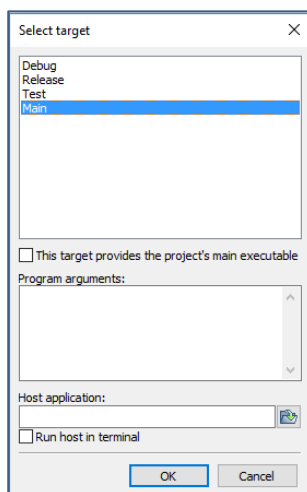 Select target
Debug
Release
Test
Main
This target provides the project's main executable
Program arguments:
Host application:
Run host in terminal
OK
Cancel